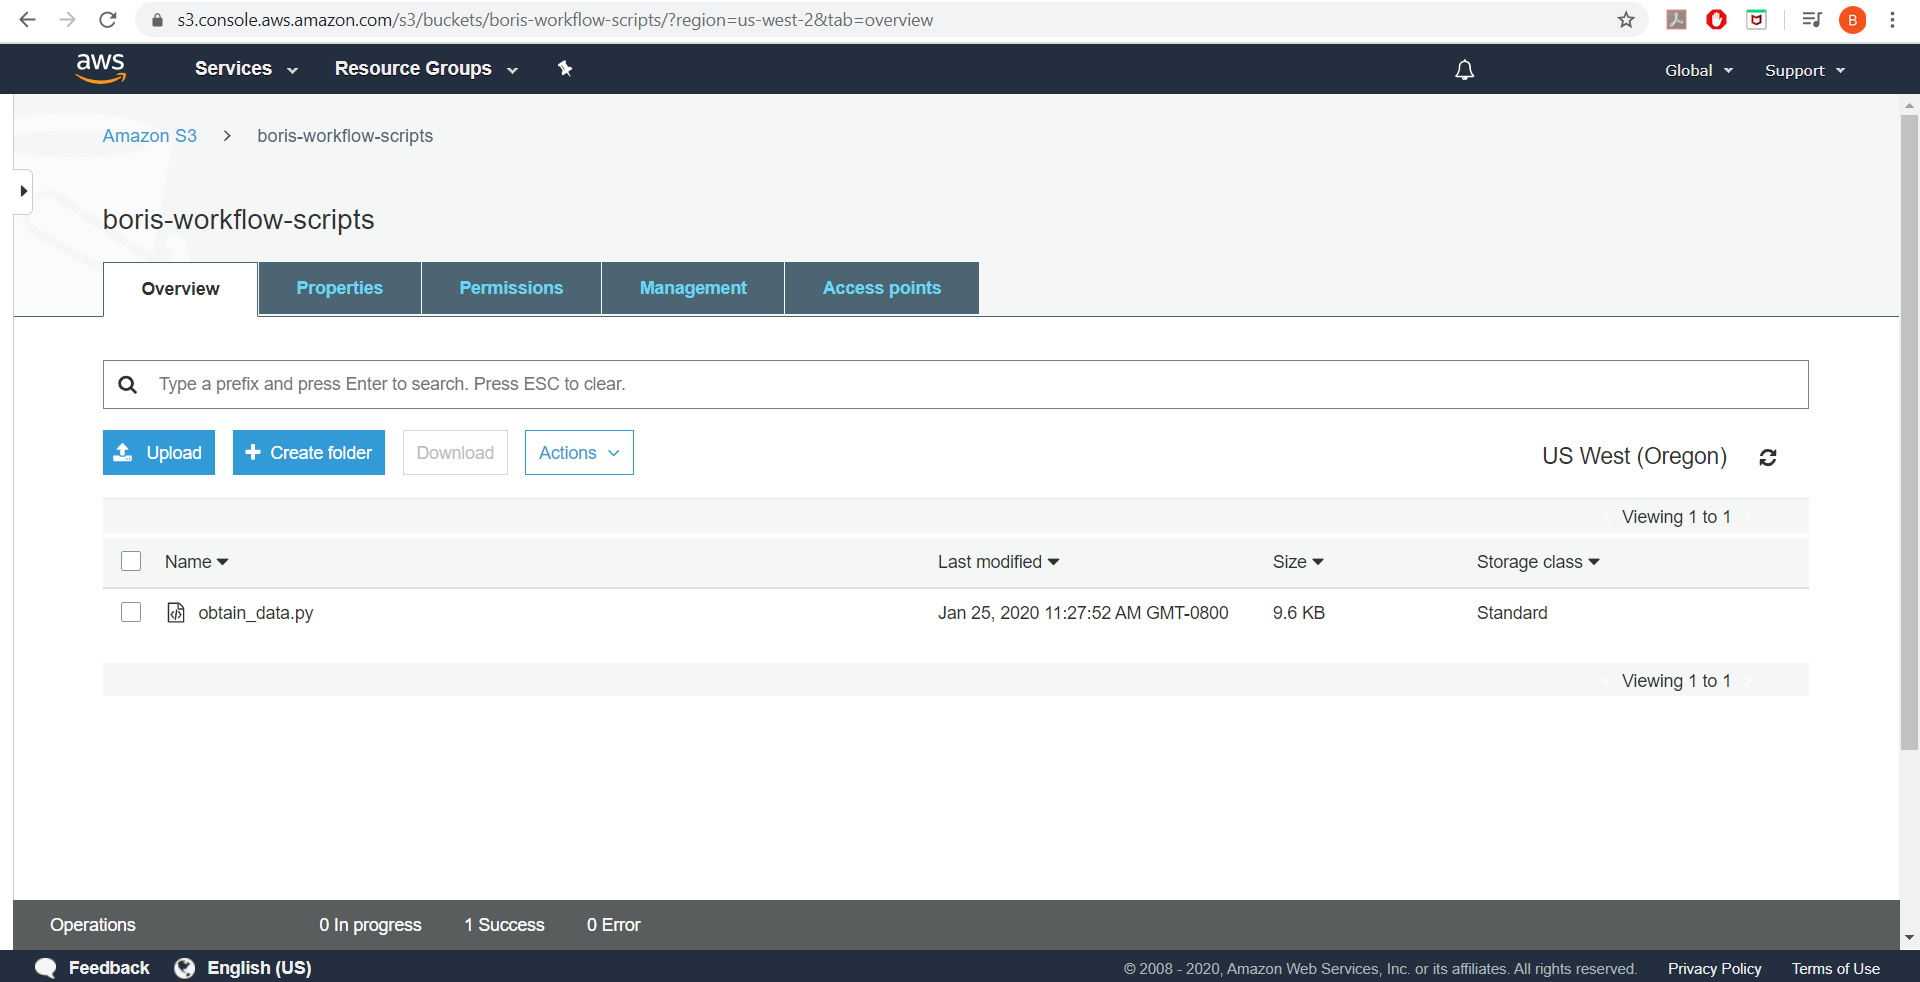 s3.console.aws.amazon.com/s3/buckets/boris-workflow-scripts/?region=us-west-2&tab=overview
B
aws Services Resource Groups Global Support
Amazon S3 > boris-workflow-scripts
boris-workflow-scripts
Overview Properties Permissions Management Access points
Type a prefix and press Enter to search. Press ESC to clear.
Upload + Create folder Download Actions US West (Oregon)
Viewing 1 to 1
Name Last modified Size Storage class
obtain_data.py Jan 25, 2020 11:27:52 AM GMT-0800 9.6 KB Standard
Viewing 1 to 1
Operations 0 In progress 1 Success 0 Error
Feedback English (US) © 2008 - 2020, Amazon Web Services, Inc. or its affiliates. All rights reserved. Privacy Policy Terms of Use